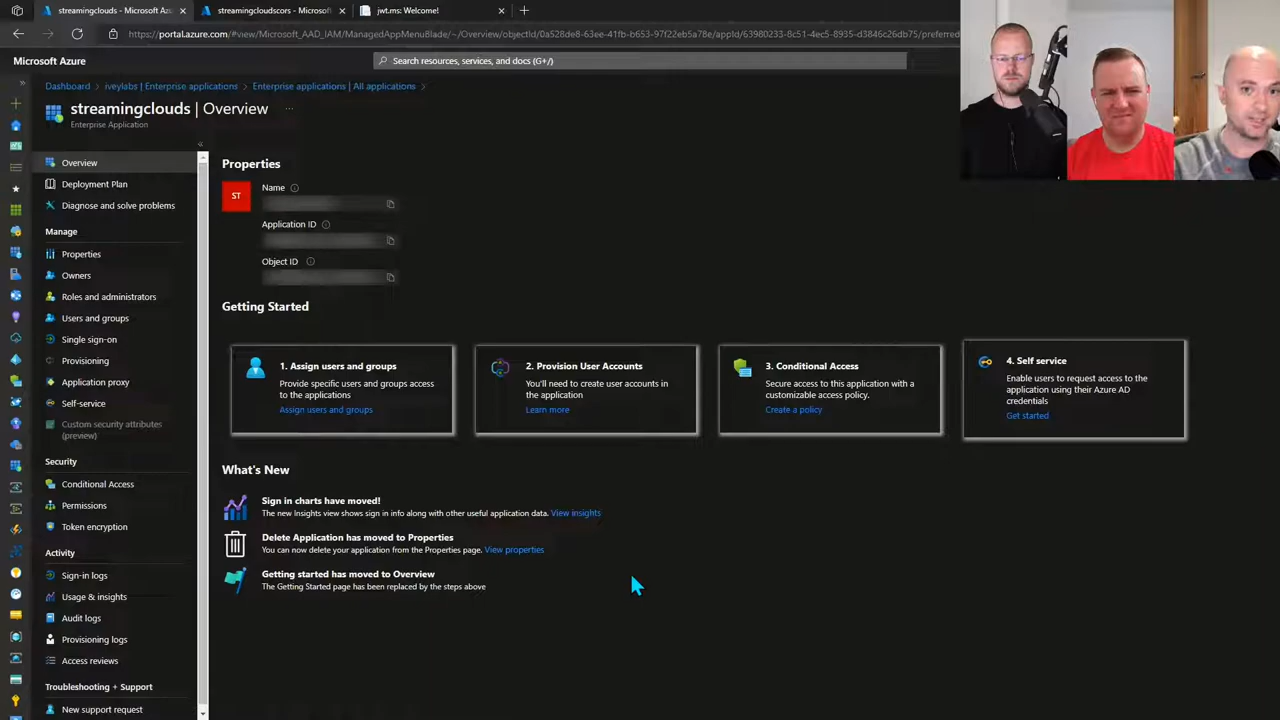 streamingclouds - Microsoft Az
streamingcloudscors - Microsoft
jwt.ms: Welcome!
https://portal.azure.com/#view/Microsoft_AAD_IAM/ManagedAppMenuBlade/~/Overview/objectId/0a528de8-63ee-41fb-b653-97f22eb5a78e/appId/63980233-8c51-4ec5-8935-d3846c26db75/preferred
Microsoft Azure
Search resources, services, and docs (G+/)
Dashboard > iveylabs | Enterprise applications > Enterprise applications | All applications >
streamingclouds | Overview ...
Enterprise Application
Overview
Deployment Plan
Diagnose and solve problems
Manage
Properties
Owners
Roles and administrators
Users and groups
Single sign-on
Provisioning
Application proxy
Self-service
Custom security attributes
(preview)
Security
Conditional Access
Permissions
Token encryption
Activity
Sign-in logs
Usage & insights
Audit logs
Provisioning logs
Access reviews
Troubleshooting + Support
New support request
Properties
ST
Name
Application ID
Object ID
Getting Started
1. Assign users and groups
Provide specific users and groups access
to the applications
Assign users and groups
2. Provision User Accounts
You'll need to create user accounts in
the application
Learn more
3. Conditional Access
Secure access to this application with a
customizable access policy.
Create a policy
4. Self service
Enable users to request access to the
application using their Azure AD
credentials
Get started
What's New
Sign in charts have moved!
The new Insights view shows sign in info along with other useful application data. View insights
Delete Application has moved to Properties
You can now delete your application from the Properties page. View properties
Getting started has moved to Overview
The Getting Started page has been replaced by the steps above